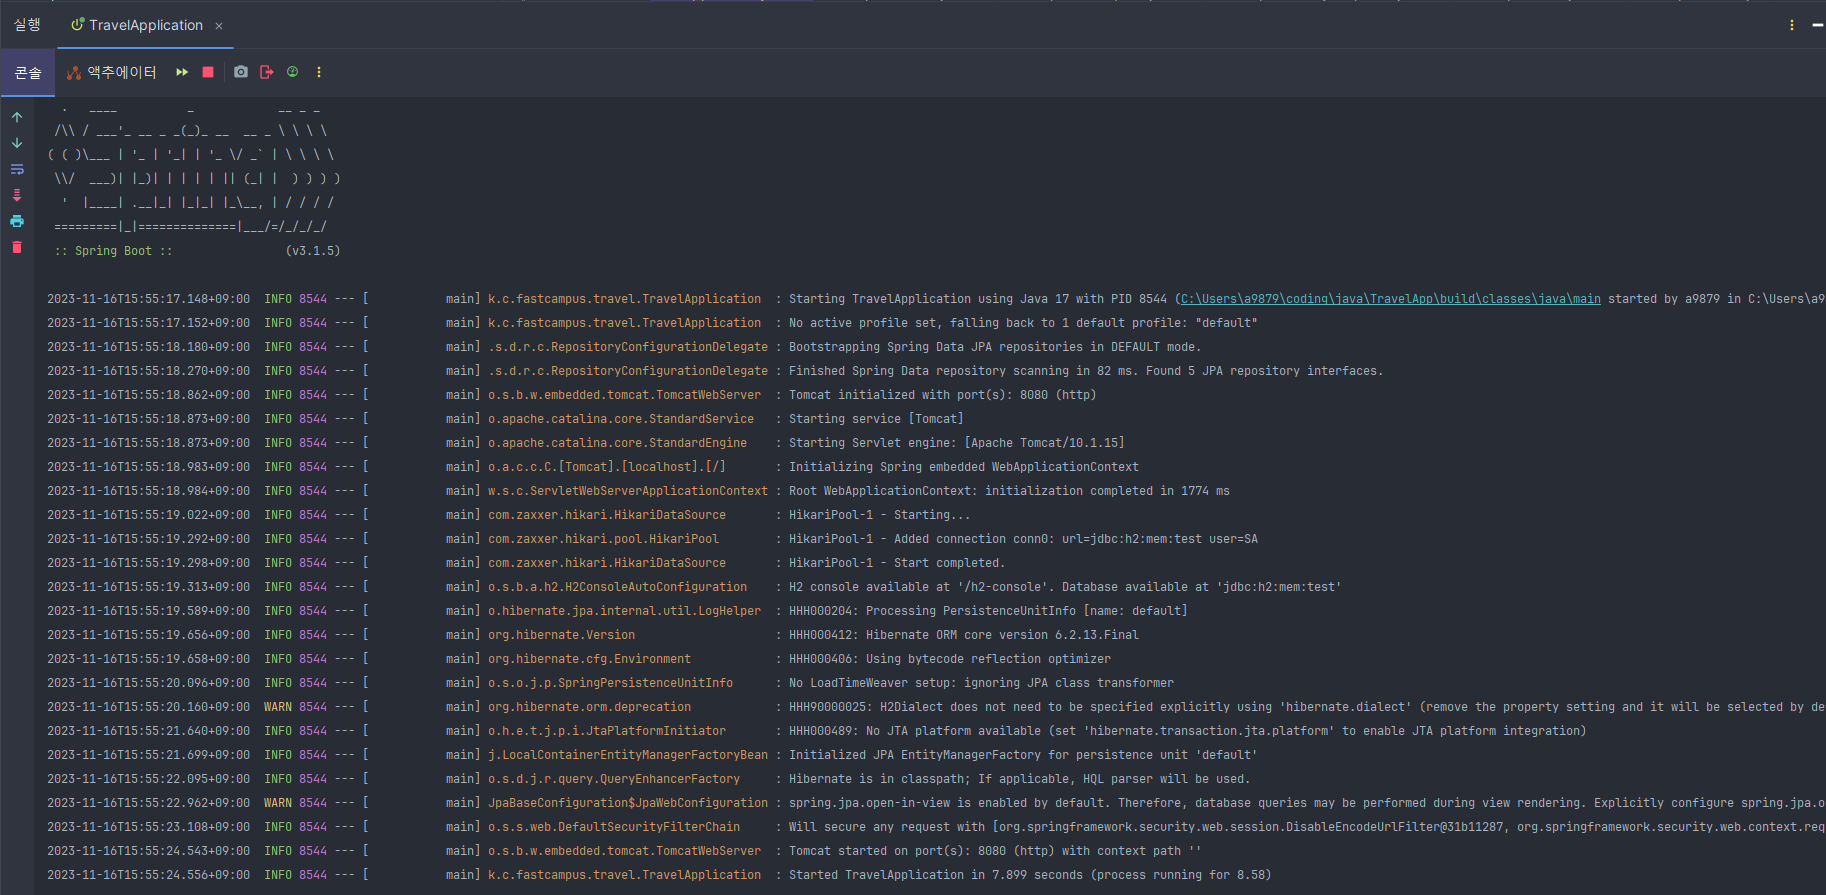 실행 TravelApplication ×
콘솔 액추에이터
  .   ____          _            __ _ _
 /\\ / ___'_ __ _ _(_)_ __  __ _ \ \ \ \
( ( )\___ | '_ | '_| | '_ \/ _` | \ \ \ \
 \\/  ___)| |_)| | | | | || (_| |  ) ) ) )
  '  |____| .__|_| |_|_| |_\__, | / / / /
 =========|_|==============|___/=/_/_/_/
 :: Spring Boot ::                (v3.1.5)
2023-11-16T15:55:17.148+09:00  INFO 8544 --- [           main] k.c.fastcampus.travel.TravelApplication  : Starting TravelApplication using Java 17 with PID 8544 (C:\Users\a9879\coding\java\TravelApp\build\classes\java\main started by a9879 in C:\Users\a9
2023-11-16T15:55:17.152+09:00  INFO 8544 --- [           main] k.c.fastcampus.travel.TravelApplication  : No active profile set, falling back to 1 default profile: "default"
2023-11-16T15:55:18.180+09:00  INFO 8544 --- [           main] .s.d.r.c.RepositoryConfigurationDelegate : Bootstrapping Spring Data JPA repositories in DEFAULT mode.
2023-11-16T15:55:18.270+09:00  INFO 8544 --- [           main] .s.d.r.c.RepositoryConfigurationDelegate : Finished Spring Data repository scanning in 82 ms. Found 5 JPA repository interfaces.
2023-11-16T15:55:18.862+09:00  INFO 8544 --- [           main] o.s.b.w.embedded.tomcat.TomcatWebServer  : Tomcat initialized with port(s): 8080 (http)
2023-11-16T15:55:18.873+09:00  INFO 8544 --- [           main] o.apache.catalina.core.StandardService   : Starting service [Tomcat]
2023-11-16T15:55:18.873+09:00  INFO 8544 --- [           main] o.apache.catalina.core.StandardEngine    : Starting Servlet engine: [Apache Tomcat/10.1.15]
2023-11-16T15:55:18.983+09:00  INFO 8544 --- [           main] o.a.c.c.C.[Tomcat].[localhost].[/]       : Initializing Spring embedded WebApplicationContext
2023-11-16T15:55:18.984+09:00  INFO 8544 --- [           main] w.s.c.ServletWebServerApplicationContext : Root WebApplicationContext: initialization completed in 1774 ms
2023-11-16T15:55:19.022+09:00  INFO 8544 --- [           main] com.zaxxer.hikari.HikariDataSource       : HikariPool-1 - Starting...
2023-11-16T15:55:19.292+09:00  INFO 8544 --- [           main] com.zaxxer.hikari.pool.HikariPool        : HikariPool-1 - Added connection conn0: url=jdbc:h2:mem:test user=SA
2023-11-16T15:55:19.298+09:00  INFO 8544 --- [           main] com.zaxxer.hikari.HikariDataSource       : HikariPool-1 - Start completed.
2023-11-16T15:55:19.313+09:00  INFO 8544 --- [           main] o.s.b.a.h2.H2ConsoleAutoConfiguration    : H2 console available at '/h2-console'. Database available at 'jdbc:h2:mem:test'
2023-11-16T15:55:19.589+09:00  INFO 8544 --- [           main] o.hibernate.jpa.internal.util.LogHelper  : HHH000204: Processing PersistenceUnitInfo [name: default]
2023-11-16T15:55:19.656+09:00  INFO 8544 --- [           main] org.hibernate.Version                    : HHH000412: Hibernate ORM core version 6.2.13.Final
2023-11-16T15:55:19.658+09:00  INFO 8544 --- [           main] org.hibernate.cfg.Environment            : HHH000406: Using bytecode reflection optimizer
2023-11-16T15:55:20.096+09:00  INFO 8544 --- [           main] o.s.o.j.p.SpringPersistenceUnitInfo      : No LoadTimeWeaver setup: ignoring JPA class transformer
2023-11-16T15:55:20.160+09:00  WARN 8544 --- [           main] org.hibernate.orm.deprecation            : HHH90000025: H2Dialect does not need to be specified explicitly using 'hibernate.dialect' (remove the property setting and it will be selected by de
2023-11-16T15:55:21.640+09:00  INFO 8544 --- [           main] o.h.e.t.j.p.i.JtaPlatformInitiator       : HHH000489: No JTA platform available (set 'hibernate.transaction.jta.platform' to enable JTA platform integration)
2023-11-16T15:55:21.699+09:00  INFO 8544 --- [           main] j.LocalContainerEntityManagerFactoryBean : Initialized JPA EntityManagerFactory for persistence unit 'default'
2023-11-16T15:55:22.095+09:00  INFO 8544 --- [           main] o.s.d.j.r.query.QueryEnhancerFactory     : Hibernate is in classpath; If applicable, HQL parser will be used.
2023-11-16T15:55:22.962+09:00  WARN 8544 --- [           main] JpaBaseConfiguration$JpaWebConfiguration : spring.jpa.open-in-view is enabled by default. Therefore, database queries may be performed during view rendering. Explicitly configure spring.jpa.o
2023-11-16T15:55:23.108+09:00  INFO 8544 --- [           main] o.s.s.web.DefaultSecurityFilterChain     : Will secure any request with [org.springframework.security.web.session.DisableEncodeUrlFilter@31b11287, org.springframework.security.web.context.req
2023-11-16T15:55:24.543+09:00  INFO 8544 --- [           main] o.s.b.w.embedded.tomcat.TomcatWebServer  : Tomcat started on port(s): 8080 (http) with context path ''
2023-11-16T15:55:24.556+09:00  INFO 8544 --- [           main] k.c.fastcampus.travel.TravelApplication  : Started TravelApplication in 7.899 seconds (process running for 8.58)